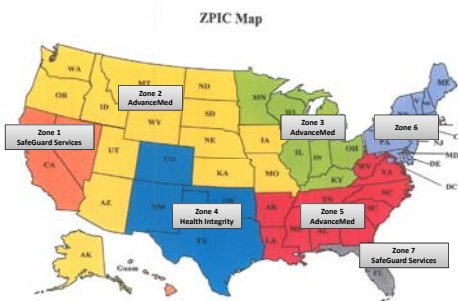 ZPIC Map
WA
MT
ND
MN
ME
OR
ID
Zone 2
AdvanceMed
SD
WI
WY
Zone 1
SafeGuard Services
NE
IA
Zone 3
AdvanceMed
Zone 6
PA
NJ
MD
DE
DC
CA
UT
CO
KA
MO
IL
IN
OH
KY
WV
VA
AZ
NM
OK
AR
TN
NC
SC
Zone 4
Health Integrity
Zone 5
AdvanceMed
TX
LA
MS
AL
Zone 7
SafeGuard Services
FL
AK
Guam